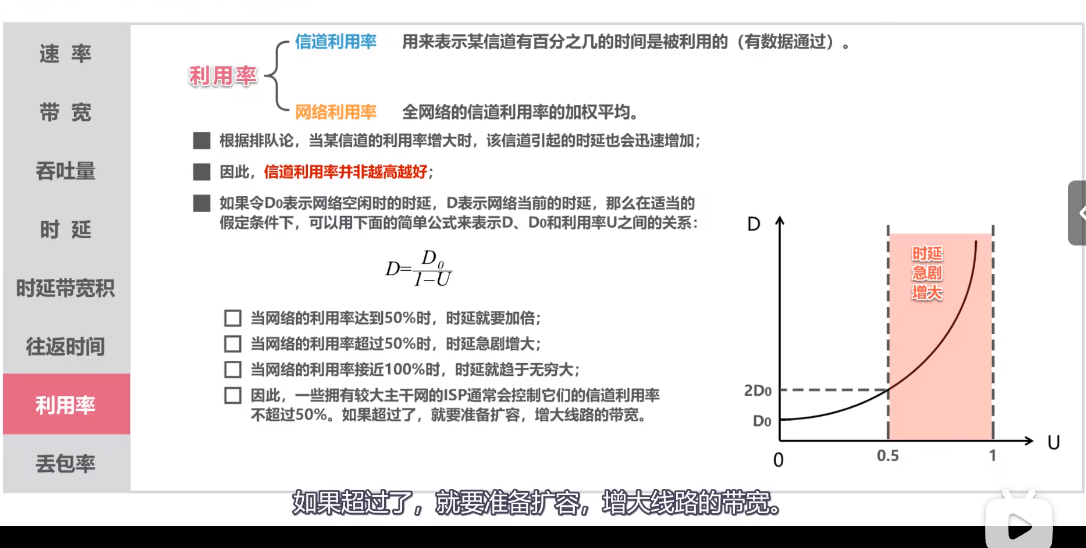 速 率
带 宽
吞吐量
时 延
时延带宽积
往返时间
利用率
丢包率
利用率
信道利用率 用来表示某信道有百分之几的时间是被利用的（有数据通过）。
网络利用率 全网络的信道利用率的加权平均。
根据排队论，当某信道的利用率增大时，该信道引起的时延也会迅速增加；
因此，信道利用率并非越高越好；
如果令D0表示网络空闲时的时延，D表示网络当前的时延，那么在适当的
假定条件下，可以用下面的简单公式来表示D、D0和利用率U之间的关系：
D=D0/1-U
当网络的利用率达到50%时，时延就要加倍；
当网络的利用率超过50%时，时延急剧增大；
当网络的利用率接近100%时，时延就趋于无穷大；
因此，一些拥有较大主干网的ISP通常会控制它们的信道利用率
不超过50%。如果超过了，就要准备扩容，增大线路的带宽。
D
时延
急剧
增大
2D0
D0
0
0.5
1
U
如果超过了，就要准备扩容，增大线路的带宽。